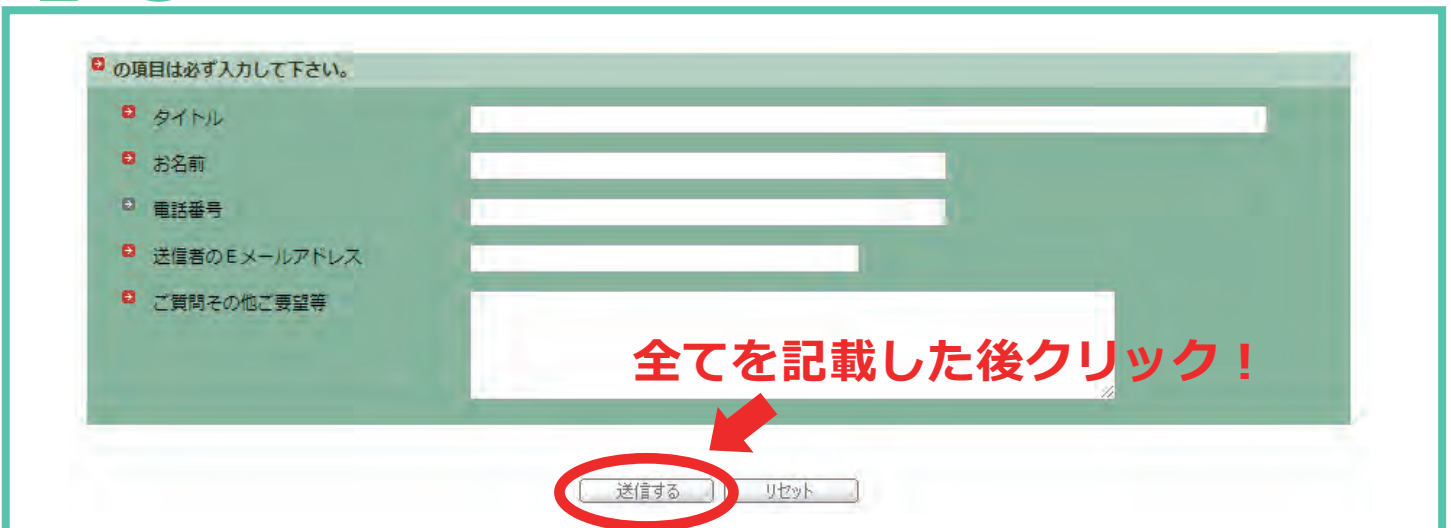 の項目は必ず入力して下さい。
タイトル
お名前
電話番号
送信者のEメールアドレス
ご質問その他ご要望等
全てを記載した後クリック！
送信する リセット